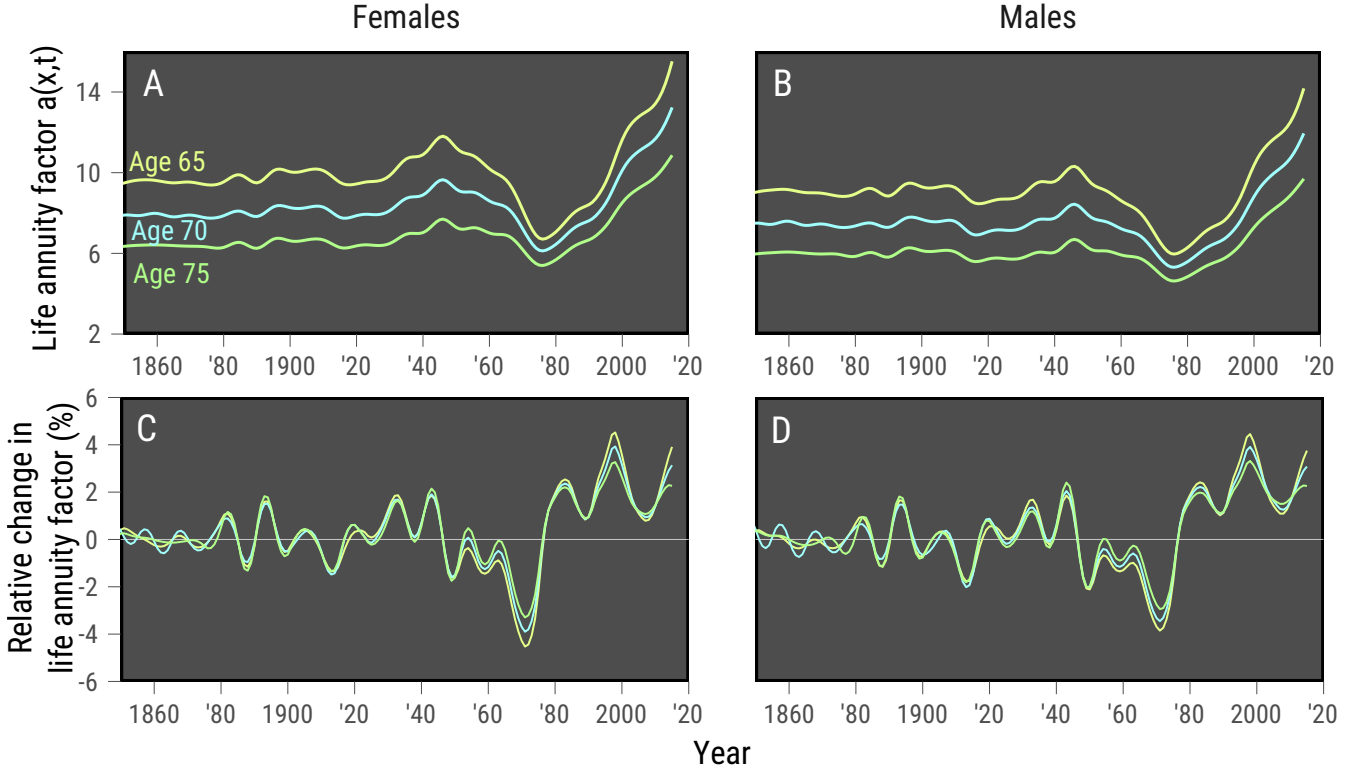 Females
Males
Life annuity factor a(x,t)
A
14
10
6
2
Age 65
Age 70
Age 75
1860 '80 1900 '20 '40 '60 '80 2000 '20
B
1860 '80 1900 '20 '40 '60 '80 2000 '20
Relative change in
life annuity factor (%)
C
6
4
2
0
-2
-4
-6
1860 '80 1900 '20 '40 '60 '80 2000 '20
D
1860 '80 1900 '20 '40 '60 '80 2000 '20
Year